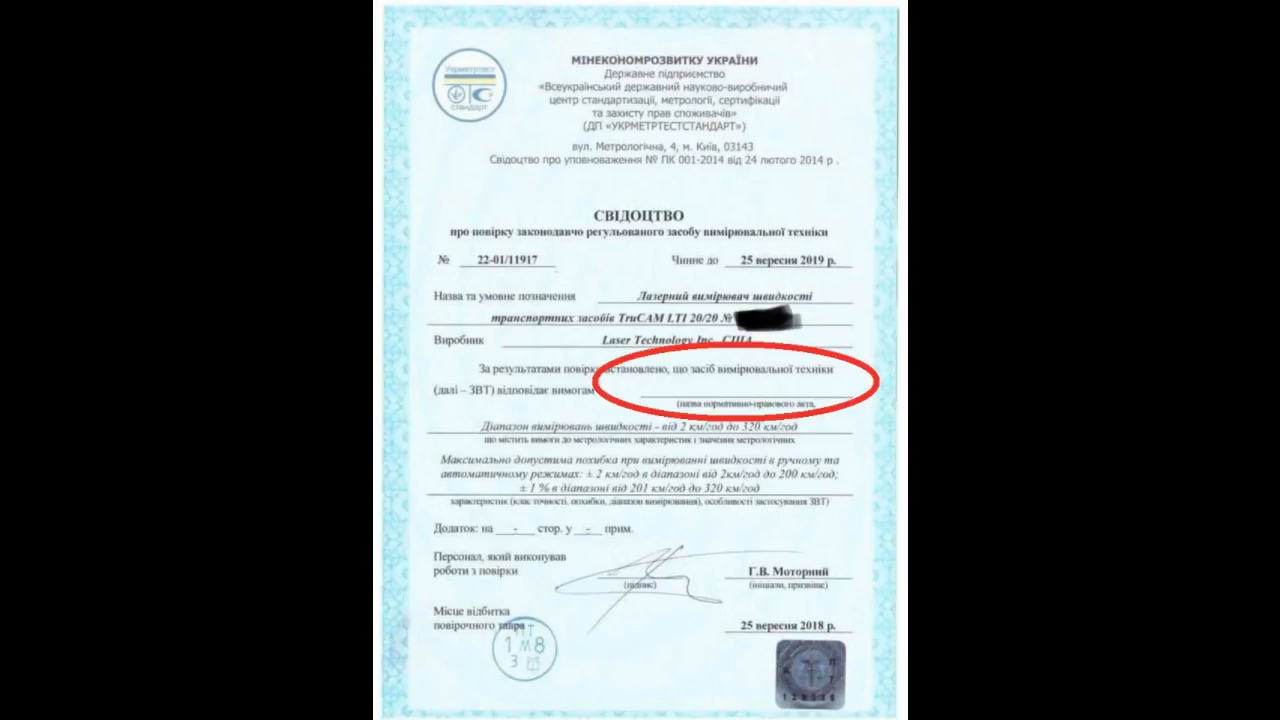 Укрметртест
стандарт
МІНЕКОНОМРОЗВИТКУ УКРАЇНИ
Державне підприємство
«Всеукраїнський державний науково-виробничий
центр стандартизації, метрології, сертифікації
та захисту прав споживачів»
(ДП «УКРМЕТРТЕСТСТАНДАРТ»)
вул. Метрологічна, 4, м. Київ, 03143
Свідоцтво про уповноваження № ПК 001-2014 від 24 лютого 2014 р .
СВІДОЦТВО
про повірку законодавчо регульованого засобу вимірювальної техніки
№ 22-01/11917 Чинне до 25 вересня 2019 р.
Назва та умовне позначення Лазерний вимірювач швидкості
транспортних засобів TruCAM LTI 20/20 №
Виробник Laser Technology Inc., США
За результатами повірки встановлено, що засіб вимірювальної техніки
(далі – ЗВТ) відповідає вимогам
(назва нормативно-правового акта,
Діапазон вимірювань швидкості - від 2 км/год до 320 км/год
що містить вимоги до метрологічних характеристик і значення метрологічних
Максимально допустима похибка при вимірюванні швидкості в ручному та
автоматичному режимах: ± 2 км/год в діапазоні від 2км/год до 200 км/год;
± 1 % в діапазоні від 201 км/год до 320 км/год
характеристик (клас точності, похибки, діапазон вимірювання), особливості застосування ЗВТ)
Додаток: на - стор. у - прим.
Персонал, який виконував
роботи з повірки
(підпис)
Г.В. Моторний
(ініціали, прізвище)
Місце відбитка
повірочного тавра
25 вересня 2018 р.
1 М 8
З